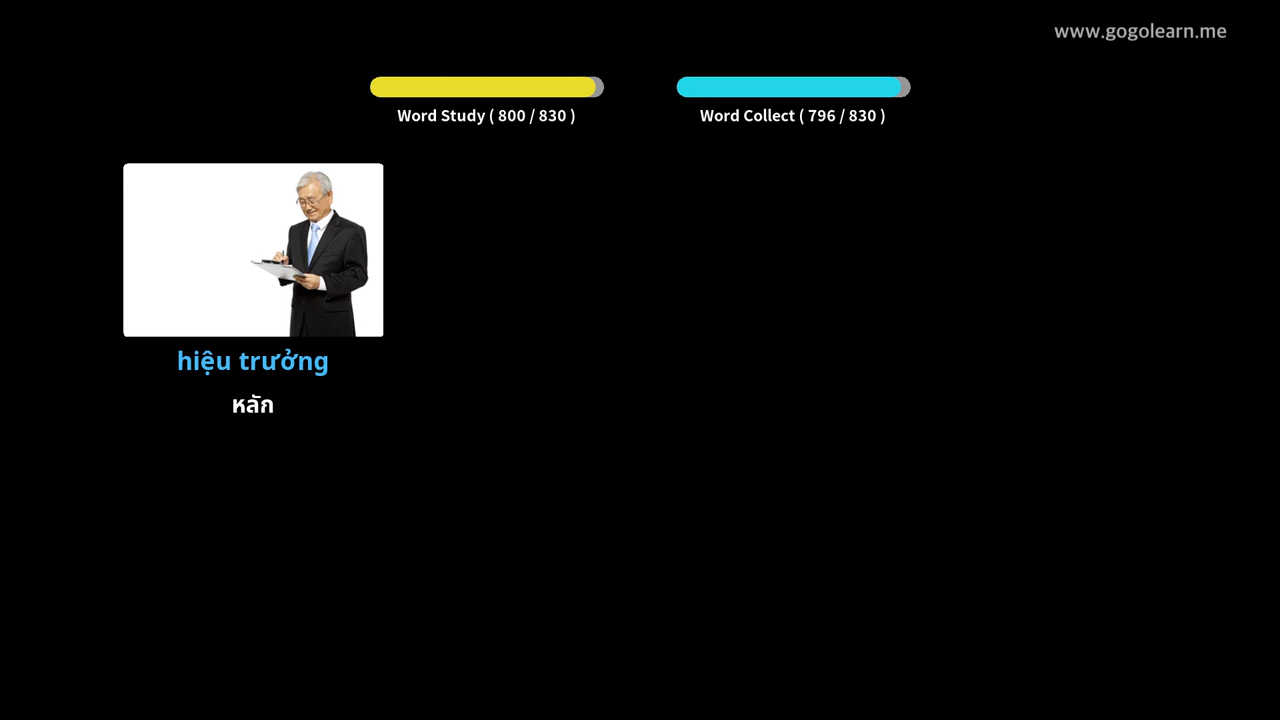 www.gogolearn.me
Word Study ( 800 / 830 )
Word Collect ( 796 / 830 )
hiệu trưởng
หลัก